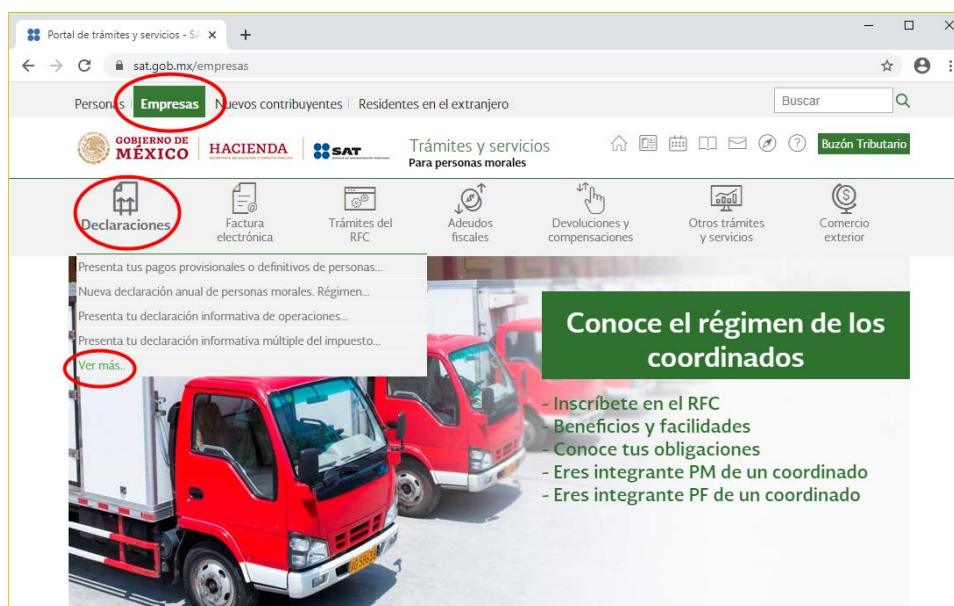 Portal de trámites y servicios - SA
sat.gob.mx/empresas
Personas Empresas Nuevos contribuyentes Residentes en el extranjero Buscar
GOBIERNO DE
MÉXICO
HACIENDA
SAT
Trámites y servicios
Para personas morales
Buzón Tributario
Declaraciones
Factura
electrónica
Trámites del
RFC
Adeudos
fiscales
Devoluciones y
compensaciones
Otros trámites
y servicios
Comercio
exterior
Presenta tus pagos provisionales o definitivos de personas...
Nueva declaración anual de personas morales. Régimen...
Presenta tu declaración informativa de operaciones...
Presenta tu declaración informativa múltiple del impuesto...
Ver más..
Conoce el régimen de los
coordinados
- Inscríbete en el RFC
- Beneficios y facilidades
- Conoce tus obligaciones
- Eres integrante PM de un coordinado
- Eres integrante PF de un coordinado